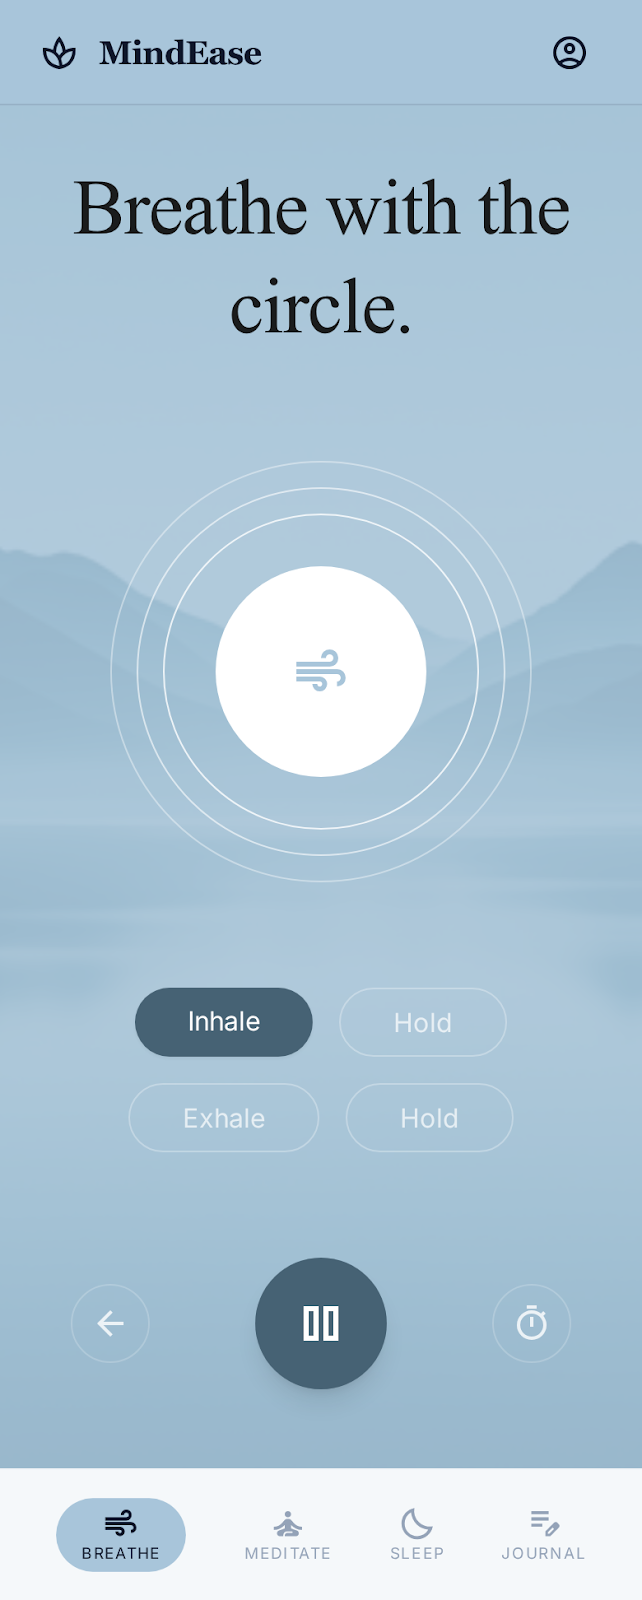 MindEase
Breathe with the
circle.
Inhale
Hold
Exhale
Hold
BREATHE
MEDITATE
SLEEP
JOURNAL